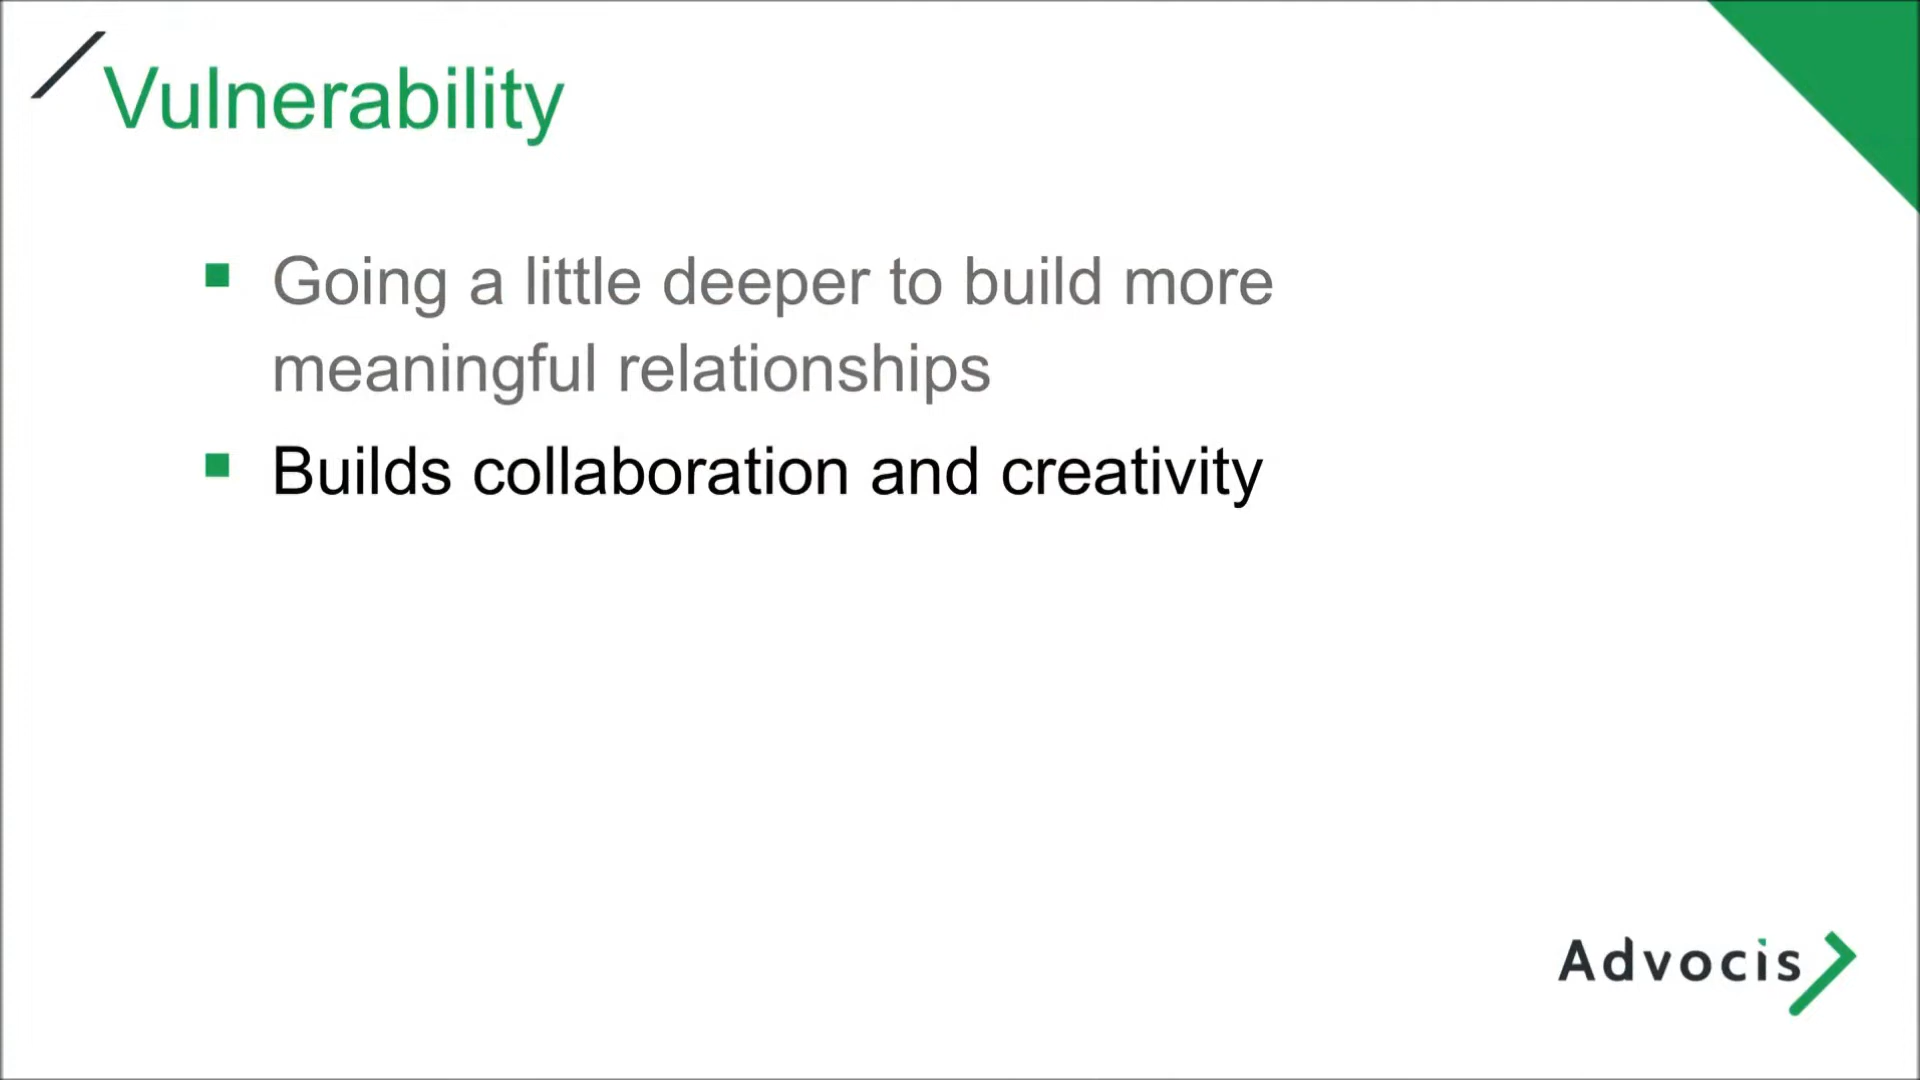 Vulnerability
Going a little deeper to build more
meaningful relationships
Builds collaboration and creativity
Advocis